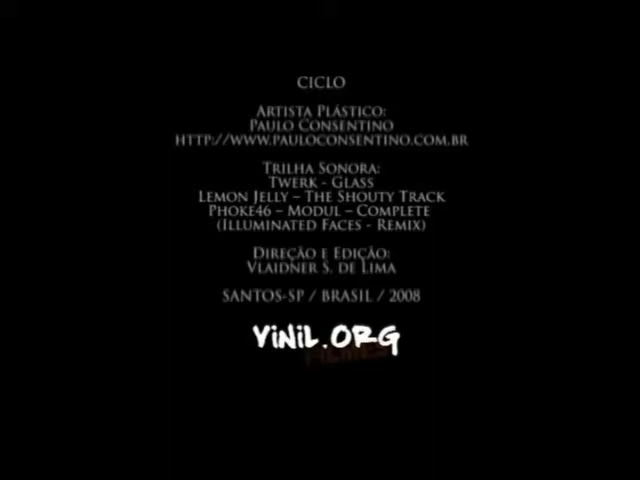 CICLO
ARTISTA PLÁSTICO:
PAULO CONSENTINO
HTTP://WWW.PAULOCONSENTINO.COM.BR
TRILHA SONORA:
TWERK - GLASS
LEMON JELLY – THE SHOUTY TRACK
PHOKE46 – MODUL – COMPLETE
(ILLUMINATED FACES - REMIX)
DIREÇÃO E EDIÇÃO:
VLAIDNER S. DE LIMA
SANTOS-SP / BRASIL / 2008
ViNiL.ORG
FILMES